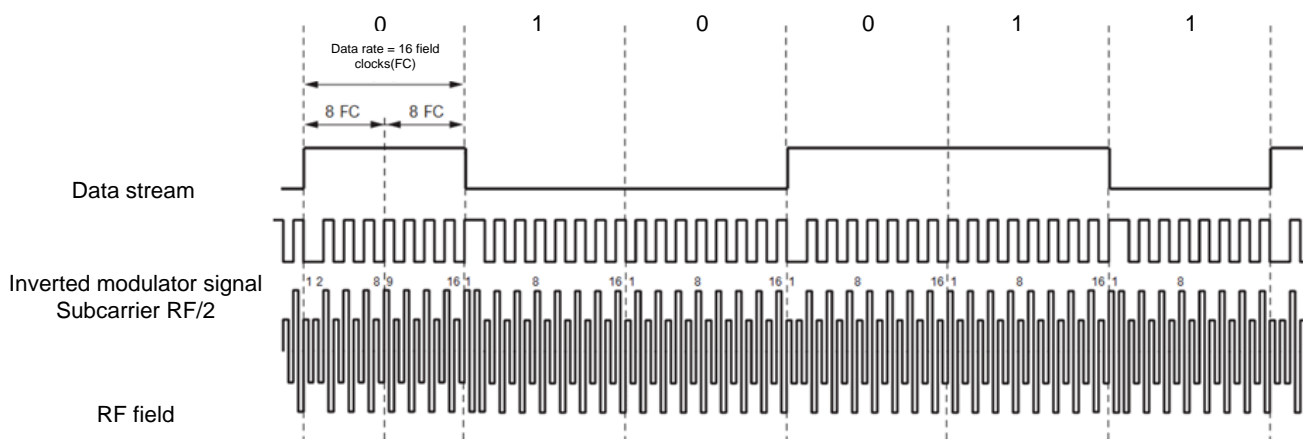 0 1 0 0 1 1
Data rate = 16 field
clocks(FC)
8 FC 8 FC
Data stream
1 2 8 9 16 1 8 16 1 8 16 1 8 16 1 8 16 1 8
Inverted modulator signal
Subcarrier RF/2
RF field